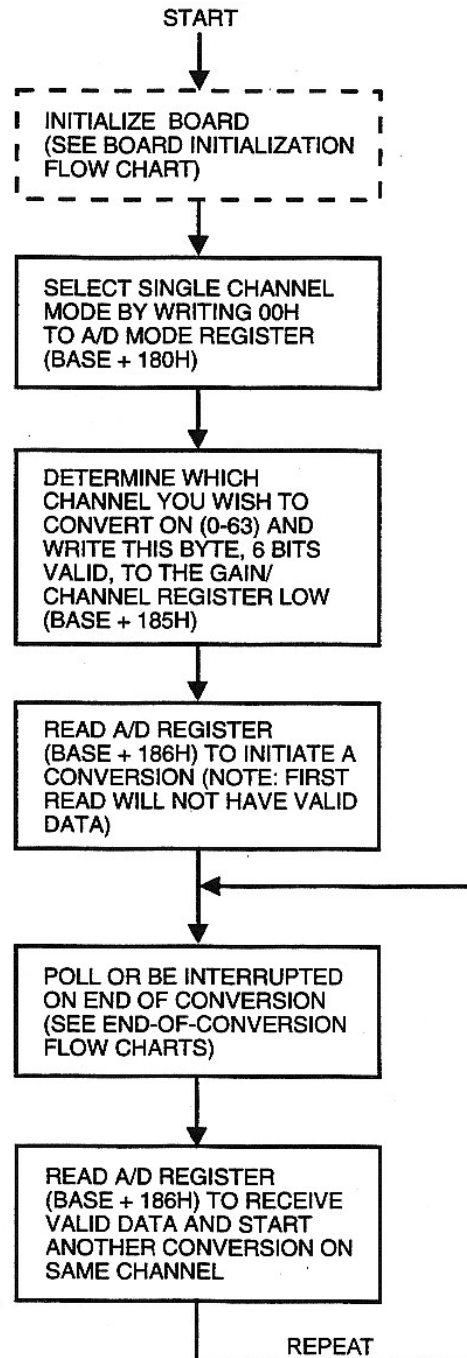 START
INITIALIZE BOARD
(SEE BOARD INITIALIZATION
FLOW CHART)
SELECT SINGLE CHANNEL
MODE BY WRITING 00H
TO A/D MODE REGISTER
(BASE + 180H)
DETERMINE WHICH
CHANNEL YOU WISH TO
CONVERT ON (0-63) AND
WRITE THIS BYTE, 6 BITS
VALID, TO THE GAIN/
CHANNEL REGISTER LOW
(BASE + 185H)
READ A/D REGISTER
(BASE + 186H) TO INITIATE A
CONVERSION (NOTE: FIRST
READ WILL NOT HAVE VALID
DATA)
POLL OR BE INTERRUPTED
ON END OF CONVERSION
(SEE END-OF-CONVERSION
FLOW CHARTS)
READ A/D REGISTER
(BASE + 186H) TO RECEIVE
VALID DATA AND START
ANOTHER CONVERSION ON
SAME CHANNEL
REPEAT